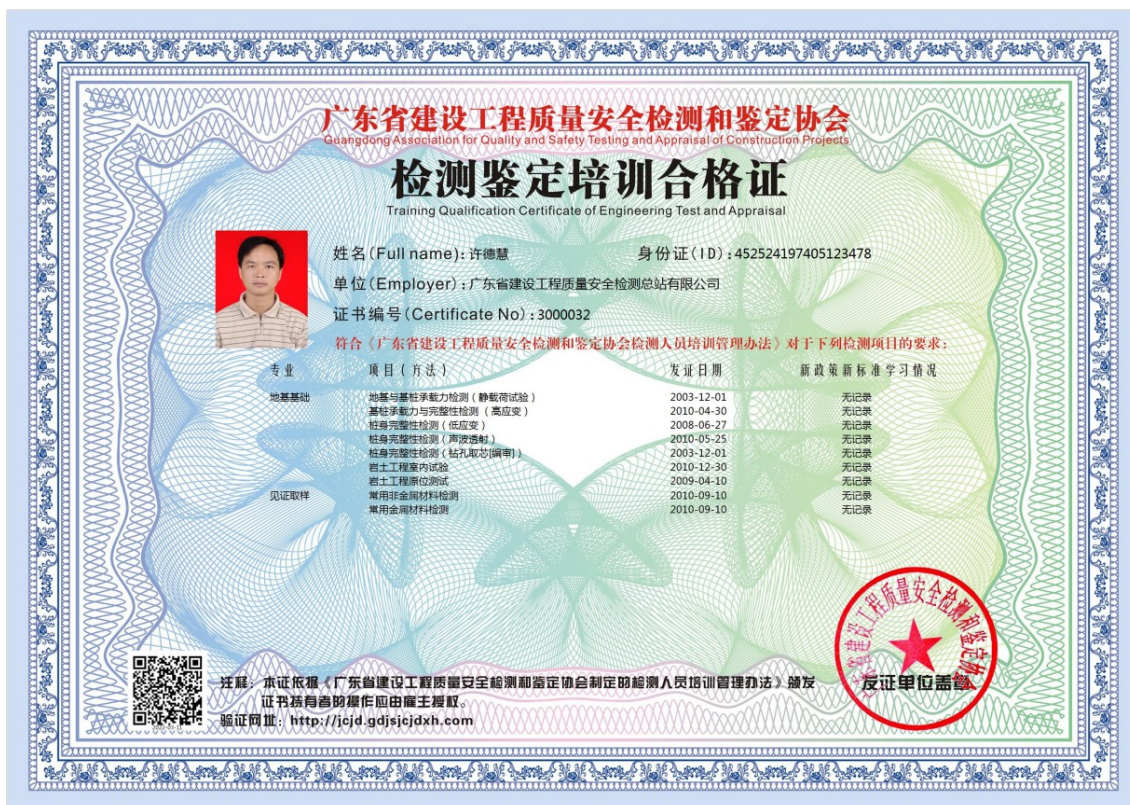 广东省建设工程质量安全检测和鉴定协会
Guangdong Association for Quality and Safety Testing and Appraisal of Construction Projects
检测鉴定培训合格证
Training Qualification Certificate of Engineering Test and Appraisal
姓名(Full name):许德慧 身份证(ID):452524197405123478
单位(Employer):广东省建设工程质量安全检测总站有限公司
证书编号(Certificate No):3000032
符合《广东省建设工程质量安全检测和鉴定协会检测人员培训管理办法》对于下列检测项目的要求:
专业 项目(方法) 发证日期 新政策新标准学习情况
地基基础 地基与基桩承载力检测(静载荷试验) 2003-12-01 无记录
基桩承载力与完整性检测(高应变) 2010-04-30 无记录
桩身完整性检测(低应变) 2008-06-27 无记录
桩身完整性检测(声波透射) 2010-05-25 无记录
桩身完整性检测(钻孔取芯[编审]) 2003-12-01 无记录
岩土工程室内试验 2010-12-30 无记录
岩土工程原位测试 2009-04-10 无记录
见证取样 常用非金属材料检测 2010-09-10 无记录
常用金属材料检测 2010-09-10 无记录
广东省建设工程质量安全检测和鉴定协会
发证单位盖章
注释:本证依据《广东省建设工程质量安全检测和鉴定协会制定的检测人员培训管理办法》颁发
证书持有者的操作应由雇主授权。
验证网址:http://jcjd.gdjsjcjdxh.com